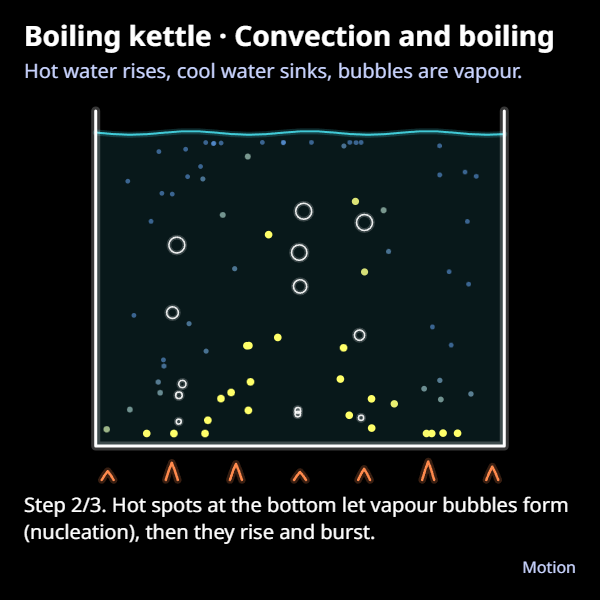 Boiling kettle · Convection and boiling
Hot water rises, cool water sinks, bubbles are vapour.
Step 2/3. Hot spots at the bottom let vapour bubbles form
(nucleation), then they rise and burst.
Motion